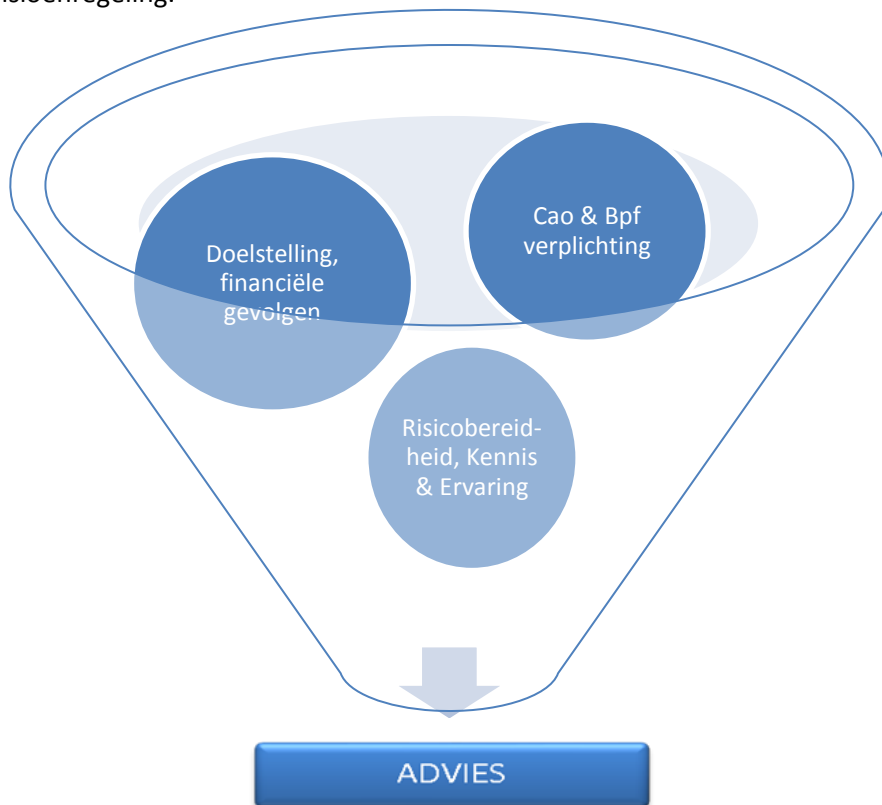 Doelstelling,
financiële
gevolgen
Cao & Bpf
verplichting
Risicobereid-
heid, Kennis
& Ervaring
ADVIES